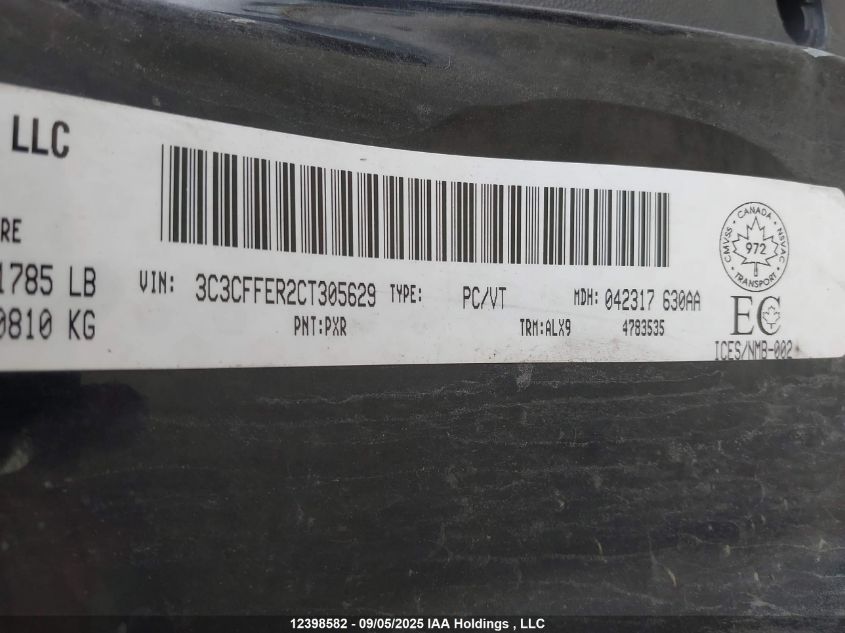 LLC
RE
1785 LB
0810 KG
VIN: 3C3CFFER2CT305629 TYPE: PC/VT MDH: 042317 630AA
PNT:PXR TRM:ALX9 4783535
CANADA
CMVSS NSVAC
972
TRANSPORT
EC
ICES/NMB-002
12398582 - 09/05/2025 IAA Holdings , LLC